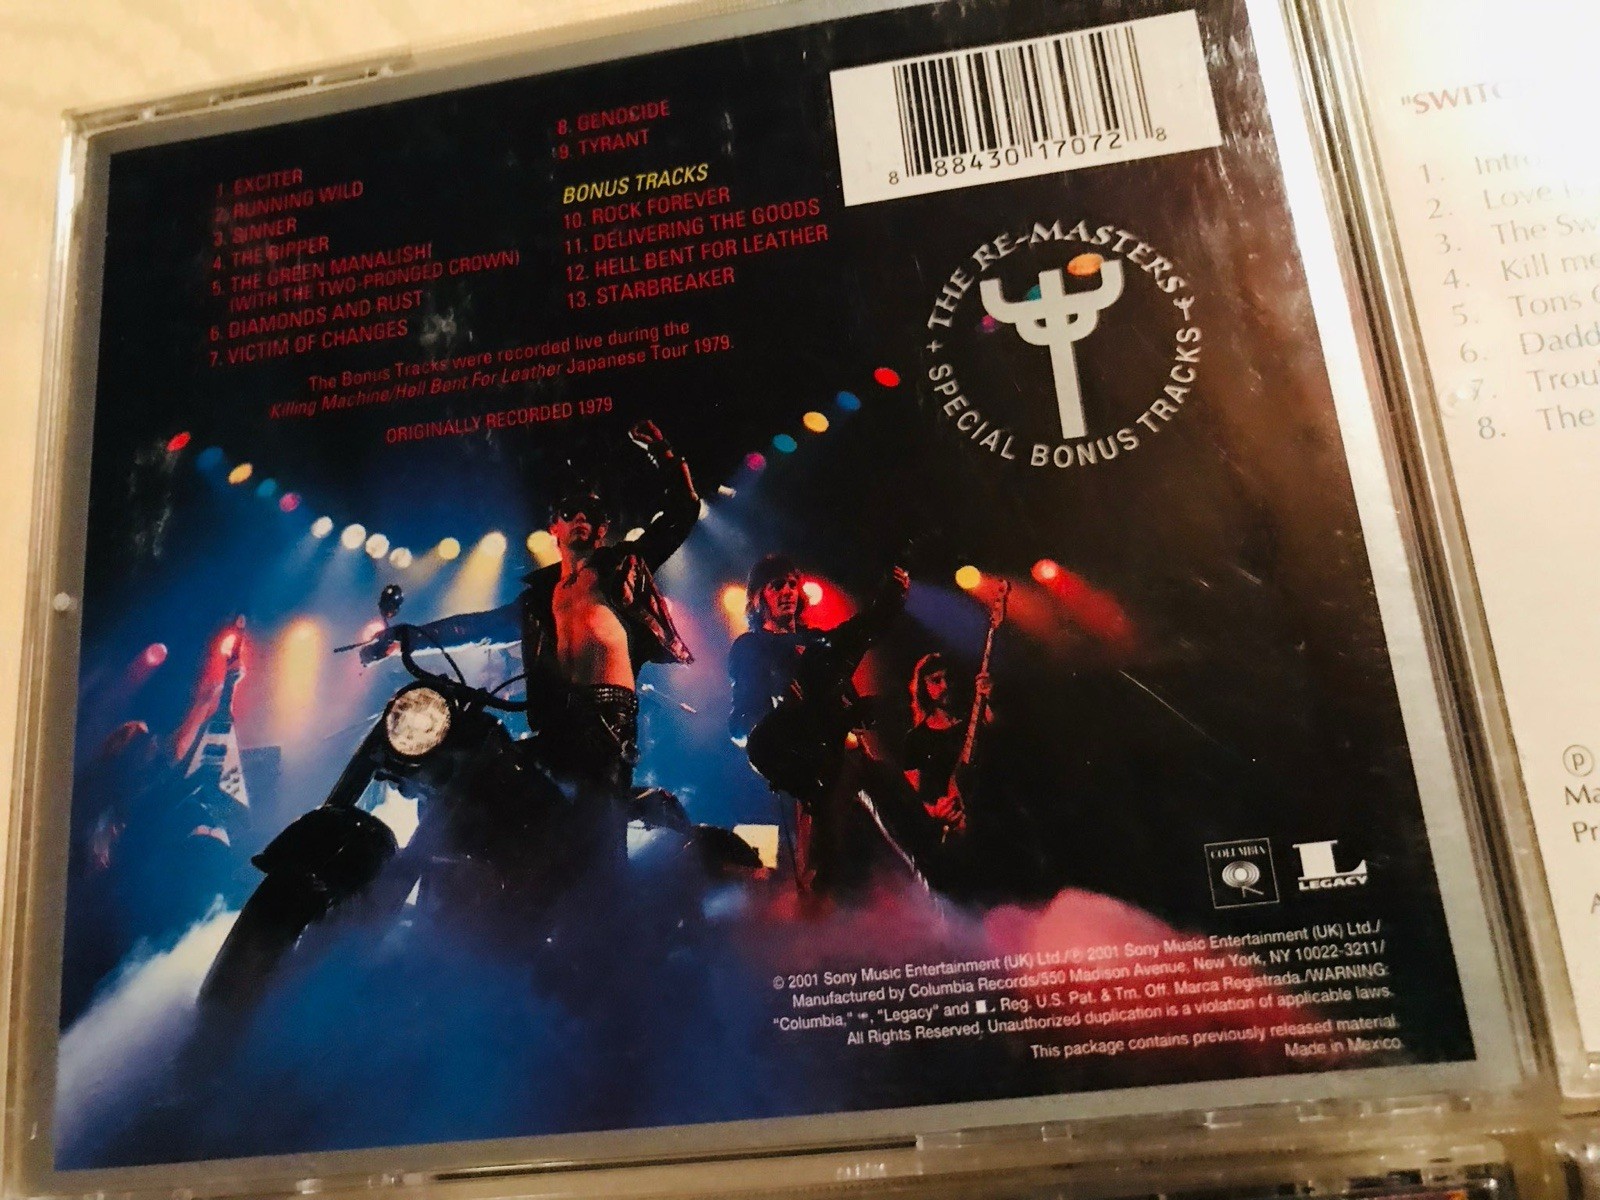 1. EXCITER
2. RUNNING WILD
3. SINNER
4. THE RIPPER
5. THE GREEN MANALISHI
(WITH THE TWO-PRONGED CROWN)
6. DIAMONDS AND RUST
7. VICTIM OF CHANGES
8. GENOCIDE
9. TYRANT
BONUS TRACKS
10. ROCK FOREVER
11. DELIVERING THE GOODS
12. HELL BENT FOR LEATHER
13. STARBREAKER
The Bonus Tracks were recorded live during the
Killing Machine/Hell Bent For Leather Japanese Tour 1979.
ORIGINALLY RECORDED 1979
8 88430 17072 8
THE RE-MASTERS
SPECIAL BONUS TRACKS
COLUMBIA
L
LEGACY
© 2001 Sony Music Entertainment (UK) Ltd./℗ 2001 Sony Music Entertainment (UK) Ltd./
Manufactured by Columbia Records/550 Madison Avenue, New York, NY 10022-3211/
"Columbia," "Legacy" and L Reg. U.S. Pat. & Tm. Off. Marca Registrada./WARNING:
All Rights Reserved. Unauthorized duplication is a violation of applicable laws.
This package contains previously released material.
Made in Mexico
1.
2. Love
3. The
4. Kill me
5. Tons
6.
7.
8. The
℗